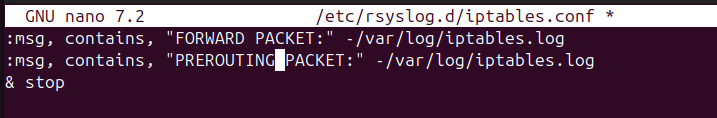 GNU nano 7.2 /etc/rsyslog.d/iptables.conf *
:msg, contains, "FORWARD PACKET:" -/var/log/iptables.log
:msg, contains, "PREROUTING PACKET:" -/var/log/iptables.log
& stop